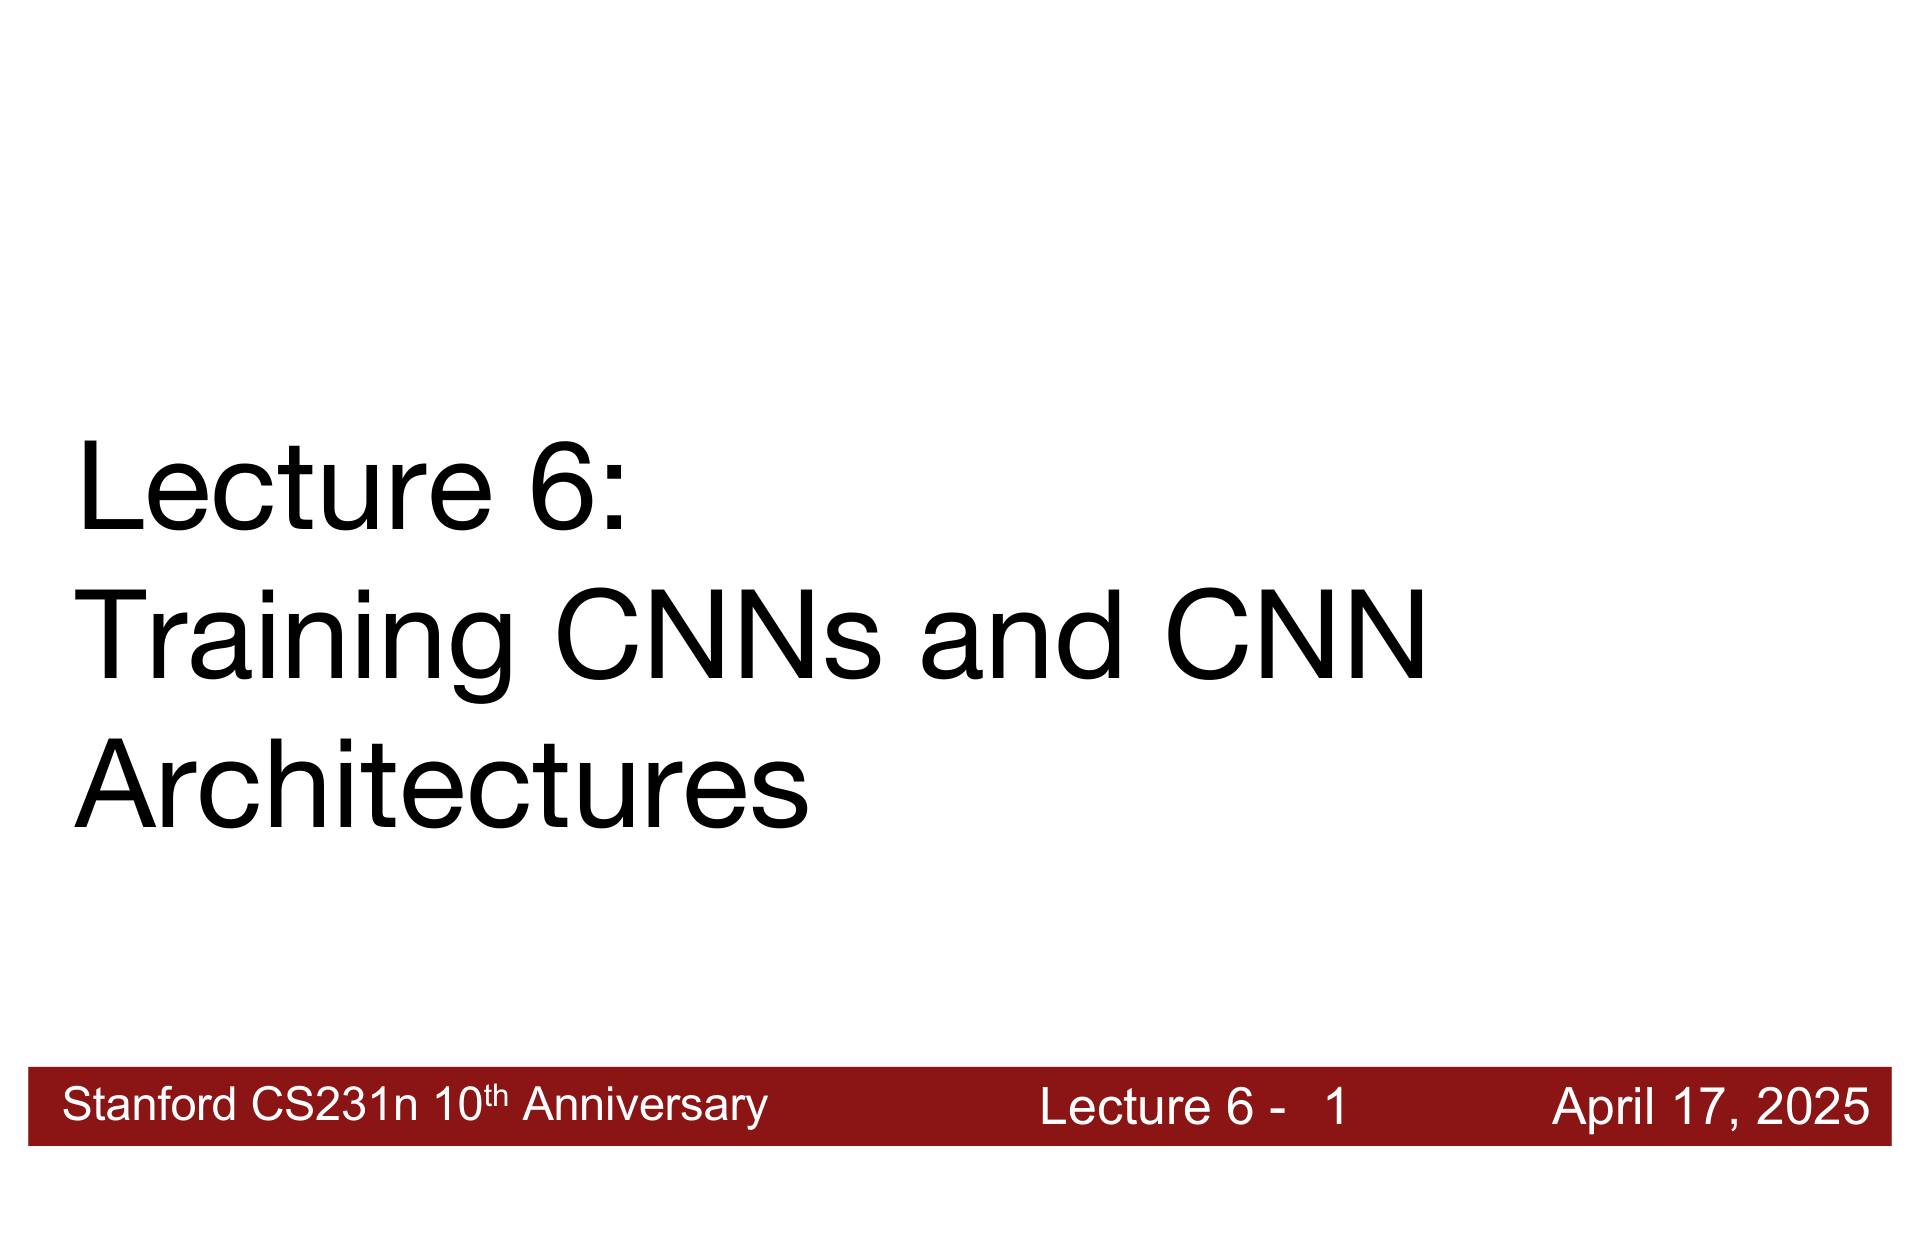 Lecture 6:
Training CNNs and CNN
Architectures
Stanford CS231n 10th Anniversary
Lecture 6 - 1
April 17, 2025